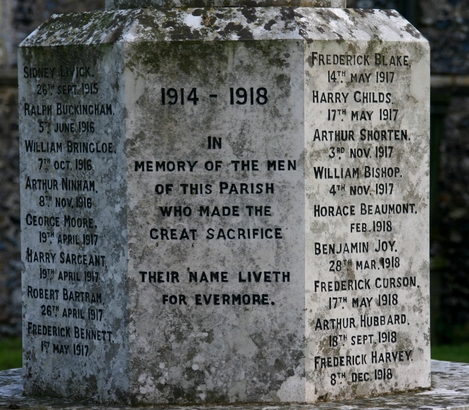 SIDNEY LIVICK.
26TH SEPT. 1915
RALPH BUCKINGHAM.
5TH JUNE 1916
WILLIAM BRINGLOE.
7TH OCT. 1916
ARTHUR NINHAM.
8TH NOV. 1916
GEORGE MOORE.
19TH APRIL 1917
HARRY SARGEANT.
19TH APRIL 1917
ROBERT BARTRAM.
26TH APRIL 1917
FREDERICK BENNETT
1ST MAY 1917
1914 - 1918
IN
MEMORY OF THE MEN
OF THIS PARISH
WHO MADE THE
GREAT SACRIFICE
THEIR NAME LIVETH
FOR EVERMORE.
FREDERICK BLAKE.
14TH MAY 1917
HARRY CHILDS.
17TH MAY 1917
ARTHUR SHORTEN.
3RD NOV. 1917
WILLIAM BISHOP.
4TH NOV. 1917
HORACE BEAUMONT.
FEB. 1918
BENJAMIN JOY.
28TH MAR. 1918
FREDERICK CURSON.
17TH MAY 1918
ARTHUR HUBBARD.
18TH SEPT. 1918
FREDERICK HARVEY.
8TH DEC. 1918